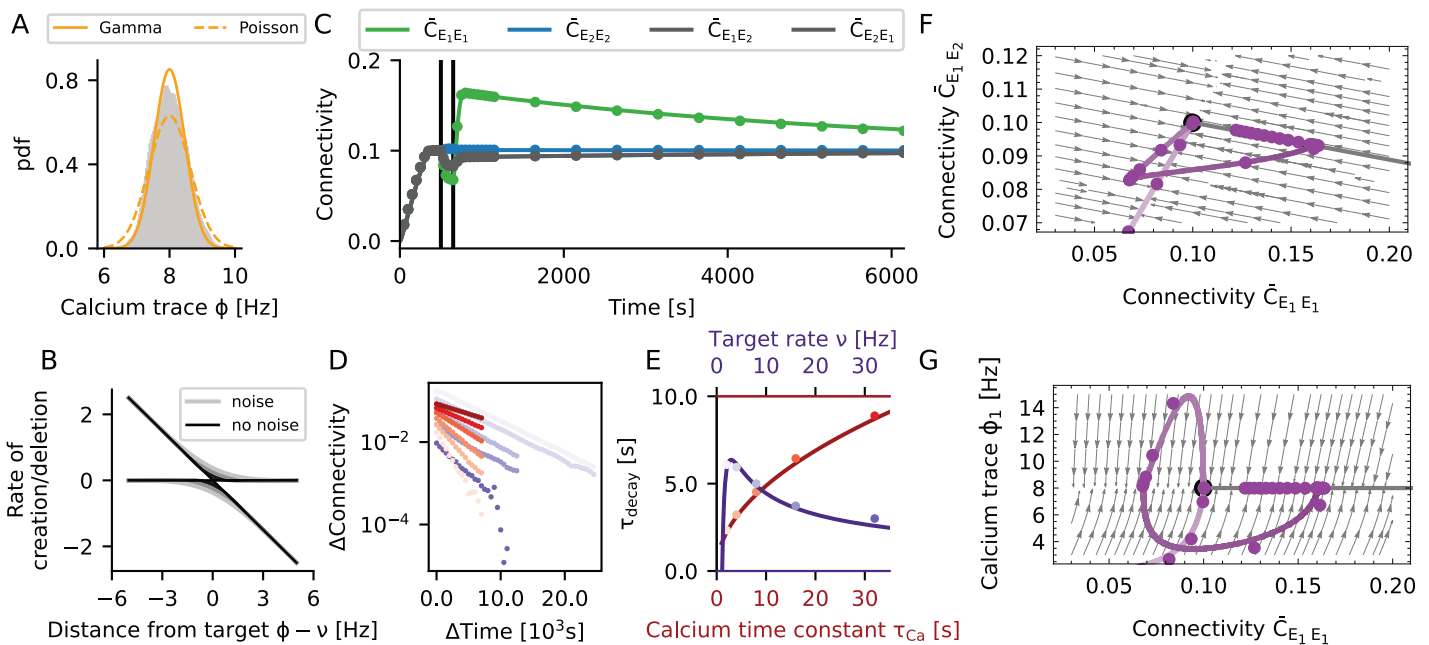 A
Gamma
Poisson
pdf
0.8
0.4
0.0
6
8
10
Calcium trace ϕ [Hz]
C
C̄E₁E₁
C̄E₂E₂
C̄E₁E₂
C̄E₂E₁
Connectivity
0.2
0.1
0.0
0
2000
4000
6000
Time [s]
F
Connectivity C̄E₁ E₂
0.12
0.11
0.10
0.09
0.08
0.07
0.05
0.10
0.15
0.20
Connectivity C̄E₁ E₁
B
noise
no noise
Rate of
creation/deletion
2
0
−2
−6
−3
0
3
6
Distance from target ϕ − ν [Hz]
D
ΔConnectivity
10⁻²
10⁻⁴
0.0
10.0
20.0
ΔTime [10³s]
E
Target rate ν [Hz]
0
10
20
30
τdecay [s]
10.0
5.0
0.0
0
10
20
30
Calcium time constant τCa [s]
G
Calcium trace ϕ₁ [Hz]
14
12
10
8
6
4
0.05
0.10
0.15
0.20
Connectivity C̄E₁ E₁